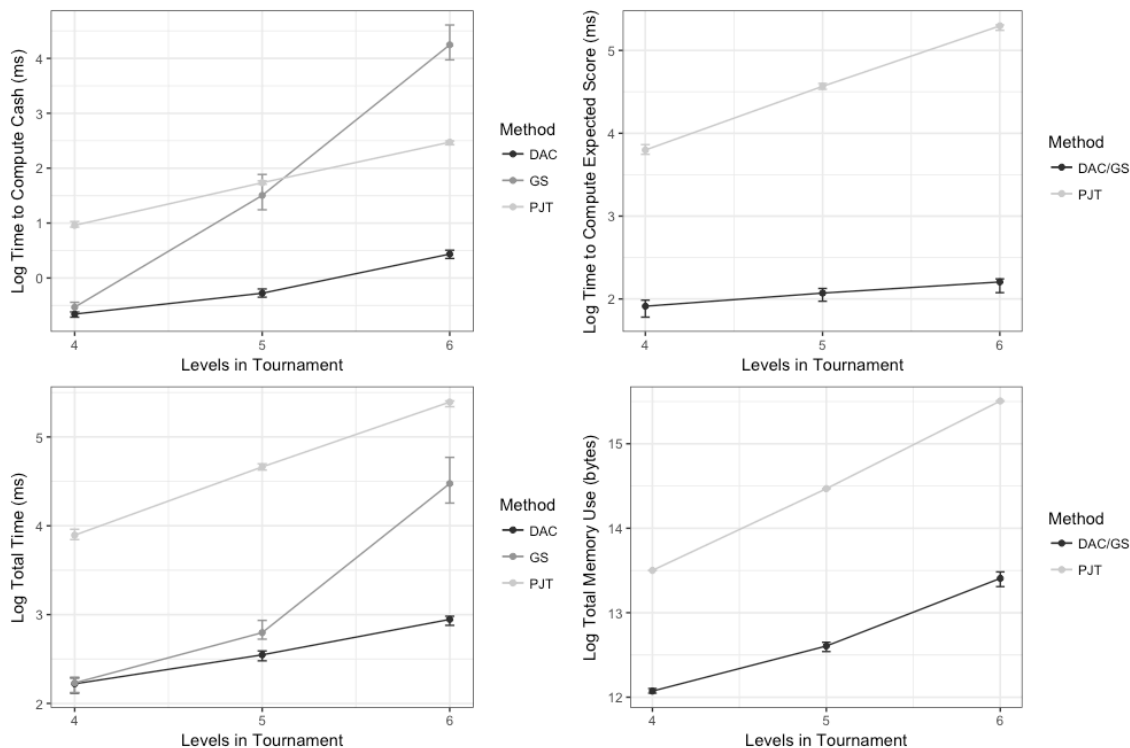 Log Time to Compute Cash (ms)
4
3
2
1
0
4
5
6
Levels in Tournament
Method
DAC
GS
PJT
Log Time to Compute Expected Score (ms)
5
4
3
2
4
5
6
Levels in Tournament
Method
DAC/GS
PJT
Log Total Time (ms)
5
4
3
2
4
5
6
Levels in Tournament
Method
DAC
GS
PJT
Log Total Memory Use (bytes)
15
14
13
12
4
5
6
Levels in Tournament
Method
DAC/GS
PJT